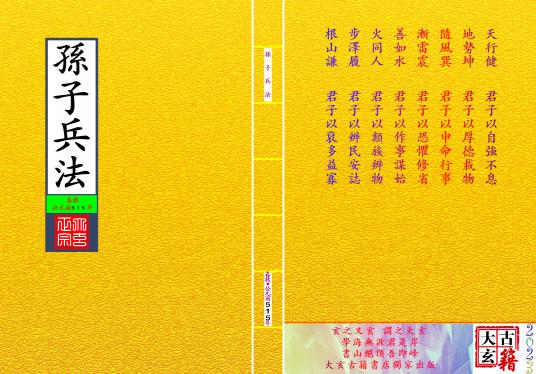 孫子兵法
春秋
公元前515年
孫子兵法
春秋•公元前515年
天行健 君子以自強不息
地勢坤 君子以厚德載物
隨風巽 君子以申命行事
漸雷震 君子以恐懼修省
善如水 君子以作事謀始
火同人 君子以類族辨物
步澤履 君子以辨民安誌
根山謙 君子以裒多益寡
玄之又玄 謂之大玄
學海無涯君是岸
書山絕頂吾即峰
大玄古籍書店獨家出版
古籍
大玄
2023